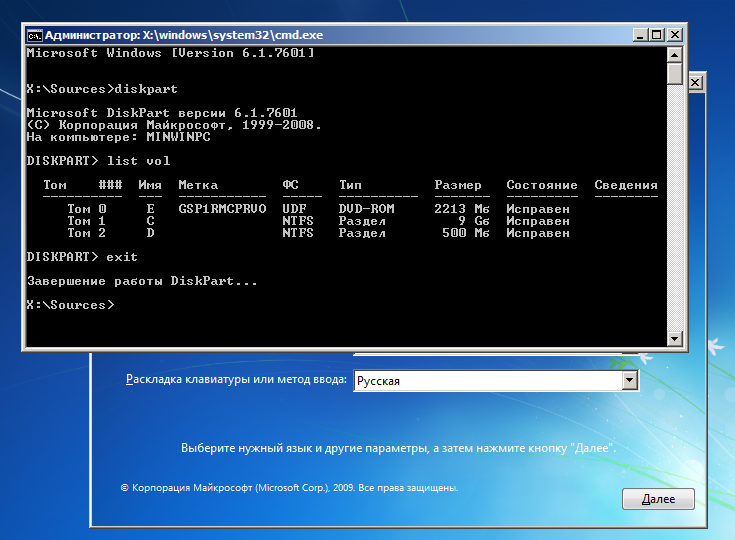 Администратор: X:\windows\system32\cmd.exe
Microsoft Windows [Version 6.1.7601]
X:\Sources>diskpart
Microsoft DiskPart версии 6.1.7601
(C) Корпорация Майкрософт, 1999-2008.
На компьютере: MINWINPC
DISKPART> list vol
Том ### Имя Метка ФС Тип Размер Состояние Сведения
---------- --- ----------- ----- ---------- ------- --------- --------
Том 0 E GSP1RMCPRVO UDF DVD-ROM 2213 Mб Исправен
Том 1 C NTFS Раздел 9 Gб Исправен
Том 2 D NTFS Раздел 500 Mб Исправен
DISKPART> exit
Завершение работы DiskPart...
X:\Sources>
Раскладка клавиатуры или метод ввода: Русская
Выберите нужный язык и другие параметры, а затем нажмите кнопку "Далее".
© Корпорация Майкрософт (Microsoft Corp.), 2009. Все права защищены.
Далее